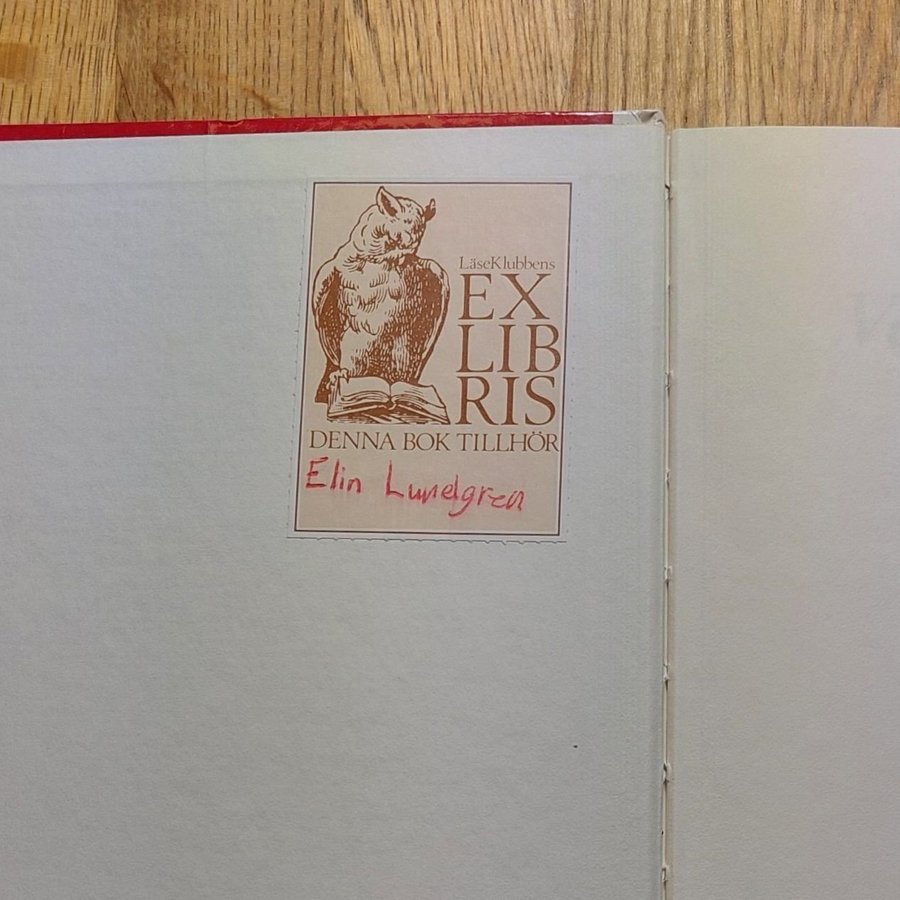 LäseKlubbens
EX
LIB
RIS
DENNA BOK TILLHÖR
Elin Lundgren